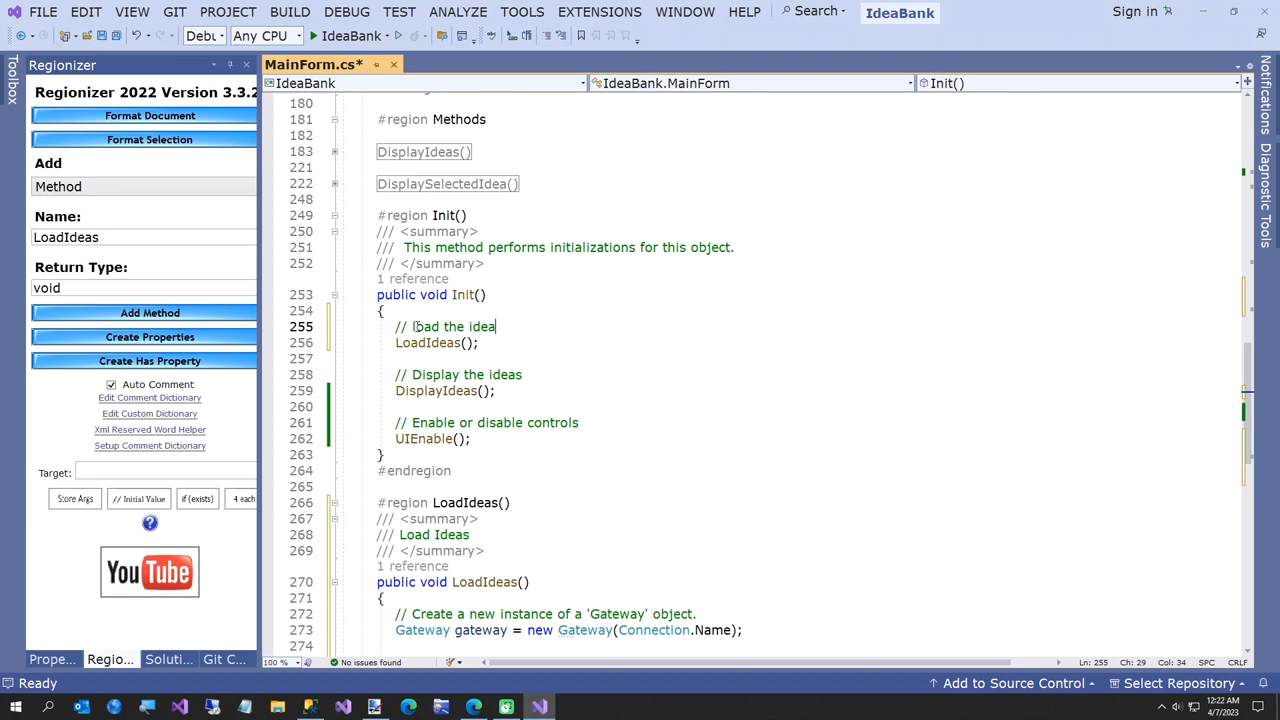 FILE EDIT VIEW GIT PROJECT BUILD DEBUG TEST ANALYZE TOOLS EXTENSIONS WINDOW HELP Search IdeaBank Sign in
Debu Any CPU IdeaBank
Toolbox
Regionizer
Regionizer 2022 Version 3.3.2
Format Document
Format Selection
Add
Method
Name:
LoadIdeas
Return Type:
void
Add Method
Create Properties
Create Has Property
Auto Comment
Edit Comment Dictionary
Edit Custom Dictionary
Xml Reserved Word Helper
Setup Comment Dictionary
Target:
Store Args // Initial Value if (exists) 4 each
?
YouTube
Prope... Regio... Soluti... Git C...
MainForm.cs*
IdeaBank IdeaBank.MainForm Init()
180
181 #region Methods
182
183 DisplayIdeas()
221
222 DisplaySelectedIdea()
248
249 #region Init()
250 /// <summary>
251 /// This method performs initializations for this object.
252 /// </summary>
1 reference
253 public void Init()
254 {
255 // load the idea
256 LoadIdeas();
257
258 // Display the ideas
259 DisplayIdeas();
260
261 // Enable or disable controls
262 UIEnable();
263 }
264 #endregion
265
266 #region LoadIdeas()
267 /// <summary>
268 /// Load Ideas
269 /// </summary>
1 reference
270 public void LoadIdeas()
271 {
272 // Create a new instance of a 'Gateway' object.
273 Gateway gateway = new Gateway(Connection.Name);
274
100 % No issues found Ln: 255 Ch: 29 Col: 34 SPC CRLF
Notifications
Diagnostic Tools
Ready Add to Source Control Select Repository
12:22 AM
4/7/2023